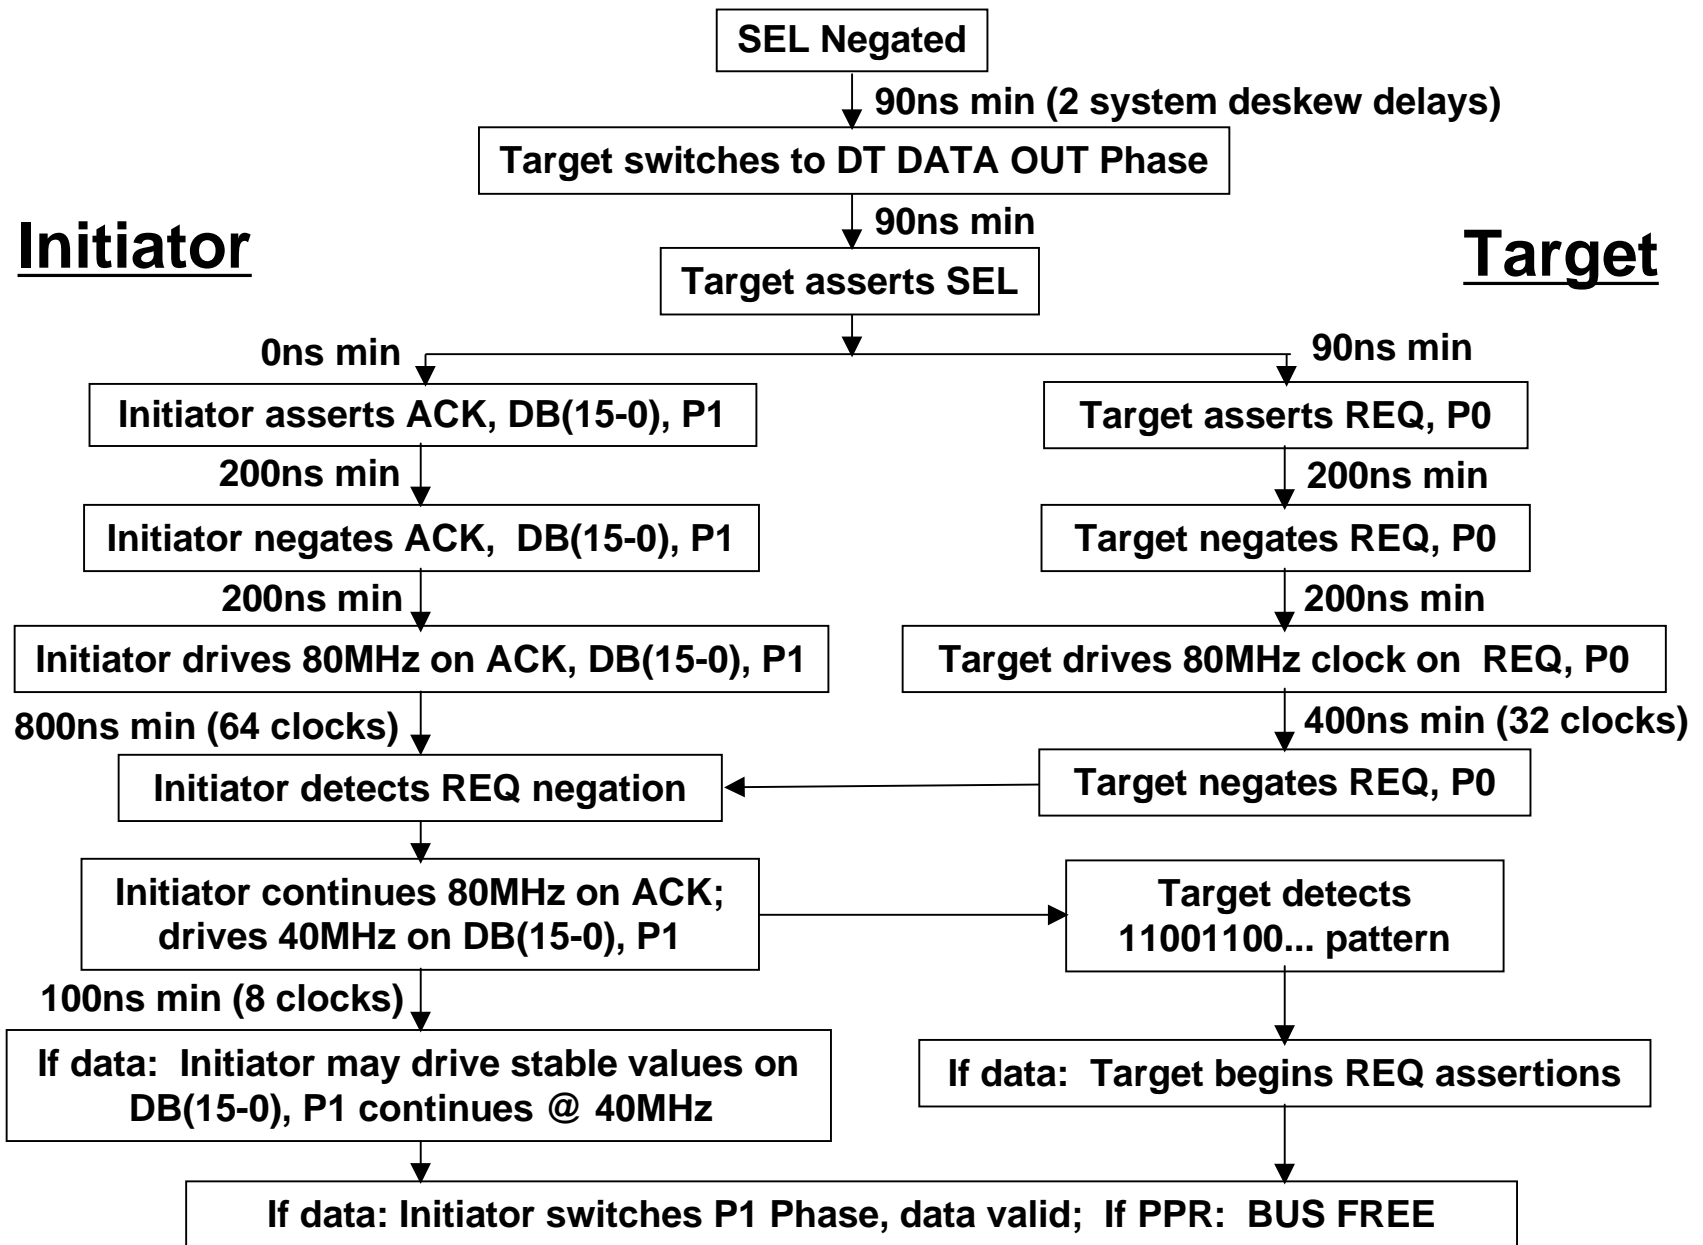 SEL Negated
90ns min (2 system deskew delays)
Target switches to DT DATA OUT Phase
90ns min
Initiator
Target
Target asserts SEL
0ns min
90ns min
Initiator asserts ACK, DB(15-0), P1
Target asserts REQ, P0
200ns min
200ns min
Initiator negates ACK, DB(15-0), P1
Target negates REQ, P0
200ns min
200ns min
Initiator drives 80MHz on ACK, DB(15-0), P1
Target drives 80MHz clock on REQ, P0
800ns min (64 clocks)
400ns min (32 clocks)
Initiator detects REQ negation
Target negates REQ, P0
Initiator continues 80MHz on ACK;
drives 40MHz on DB(15-0), P1
Target detects
11001100... pattern
100ns min (8 clocks)
If data: Initiator may drive stable values on
DB(15-0), P1 continues @ 40MHz
If data: Target begins REQ assertions
If data: Initiator switches P1 Phase, data valid; If PPR: BUS FREE